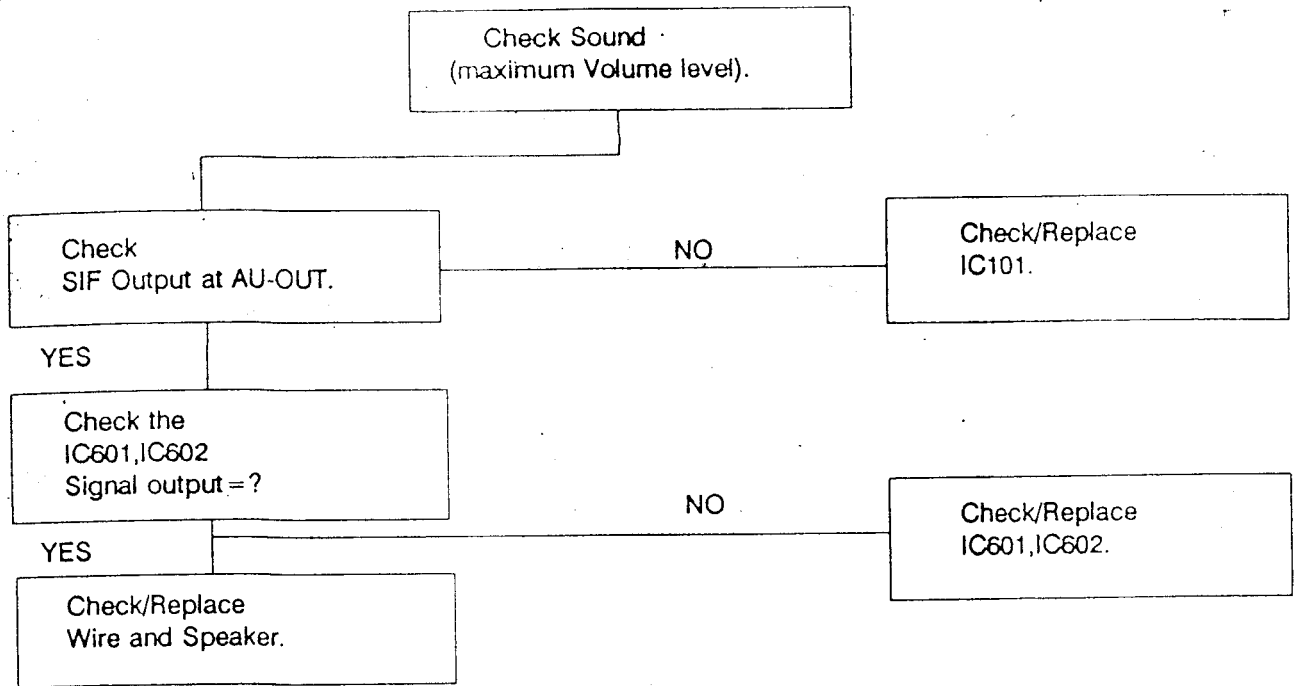 Check Sound
(maximum Volume level).
Check
SIF Output at AU-OUT.
NO
Check/Replace
IC101.
YES
Check the
IC601,IC602
Signal output=?
NO
Check/Replace
IC601,IC602.
YES
Check/Replace
Wire and Speaker.